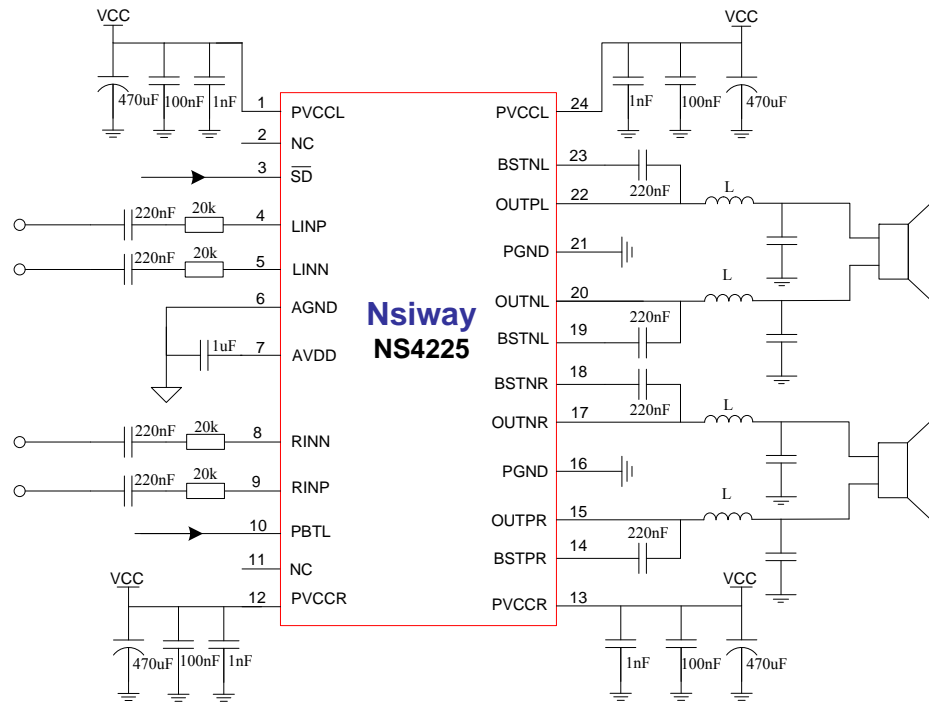 VCC
470uF 100nF 1nF
VCC
1nF 100nF 470uF
1 PVCCL
2 NC
3 SD
220nF 20k 4 LINP
220nF 20k 5 LINN
6 AGND
1uF 7 AVDD
220nF 20k 8 RINN
220nF 20k 9 RINP
10 PBTL
11 NC
12 PVCCR
VCC
470uF 100nF 1nF
Nsiway
NS4225
PVCCL 24
BSTNL 23
220nF
OUTPL 22
L
PGND 21
L
OUTNL 20
220nF
BSTNL 19
BSTNR 18
220nF
OUTNR 17
L
PGND 16
L
OUTPR 15
220nF
BSTPR 14
PVCCR 13
VCC
1nF 100nF 470uF